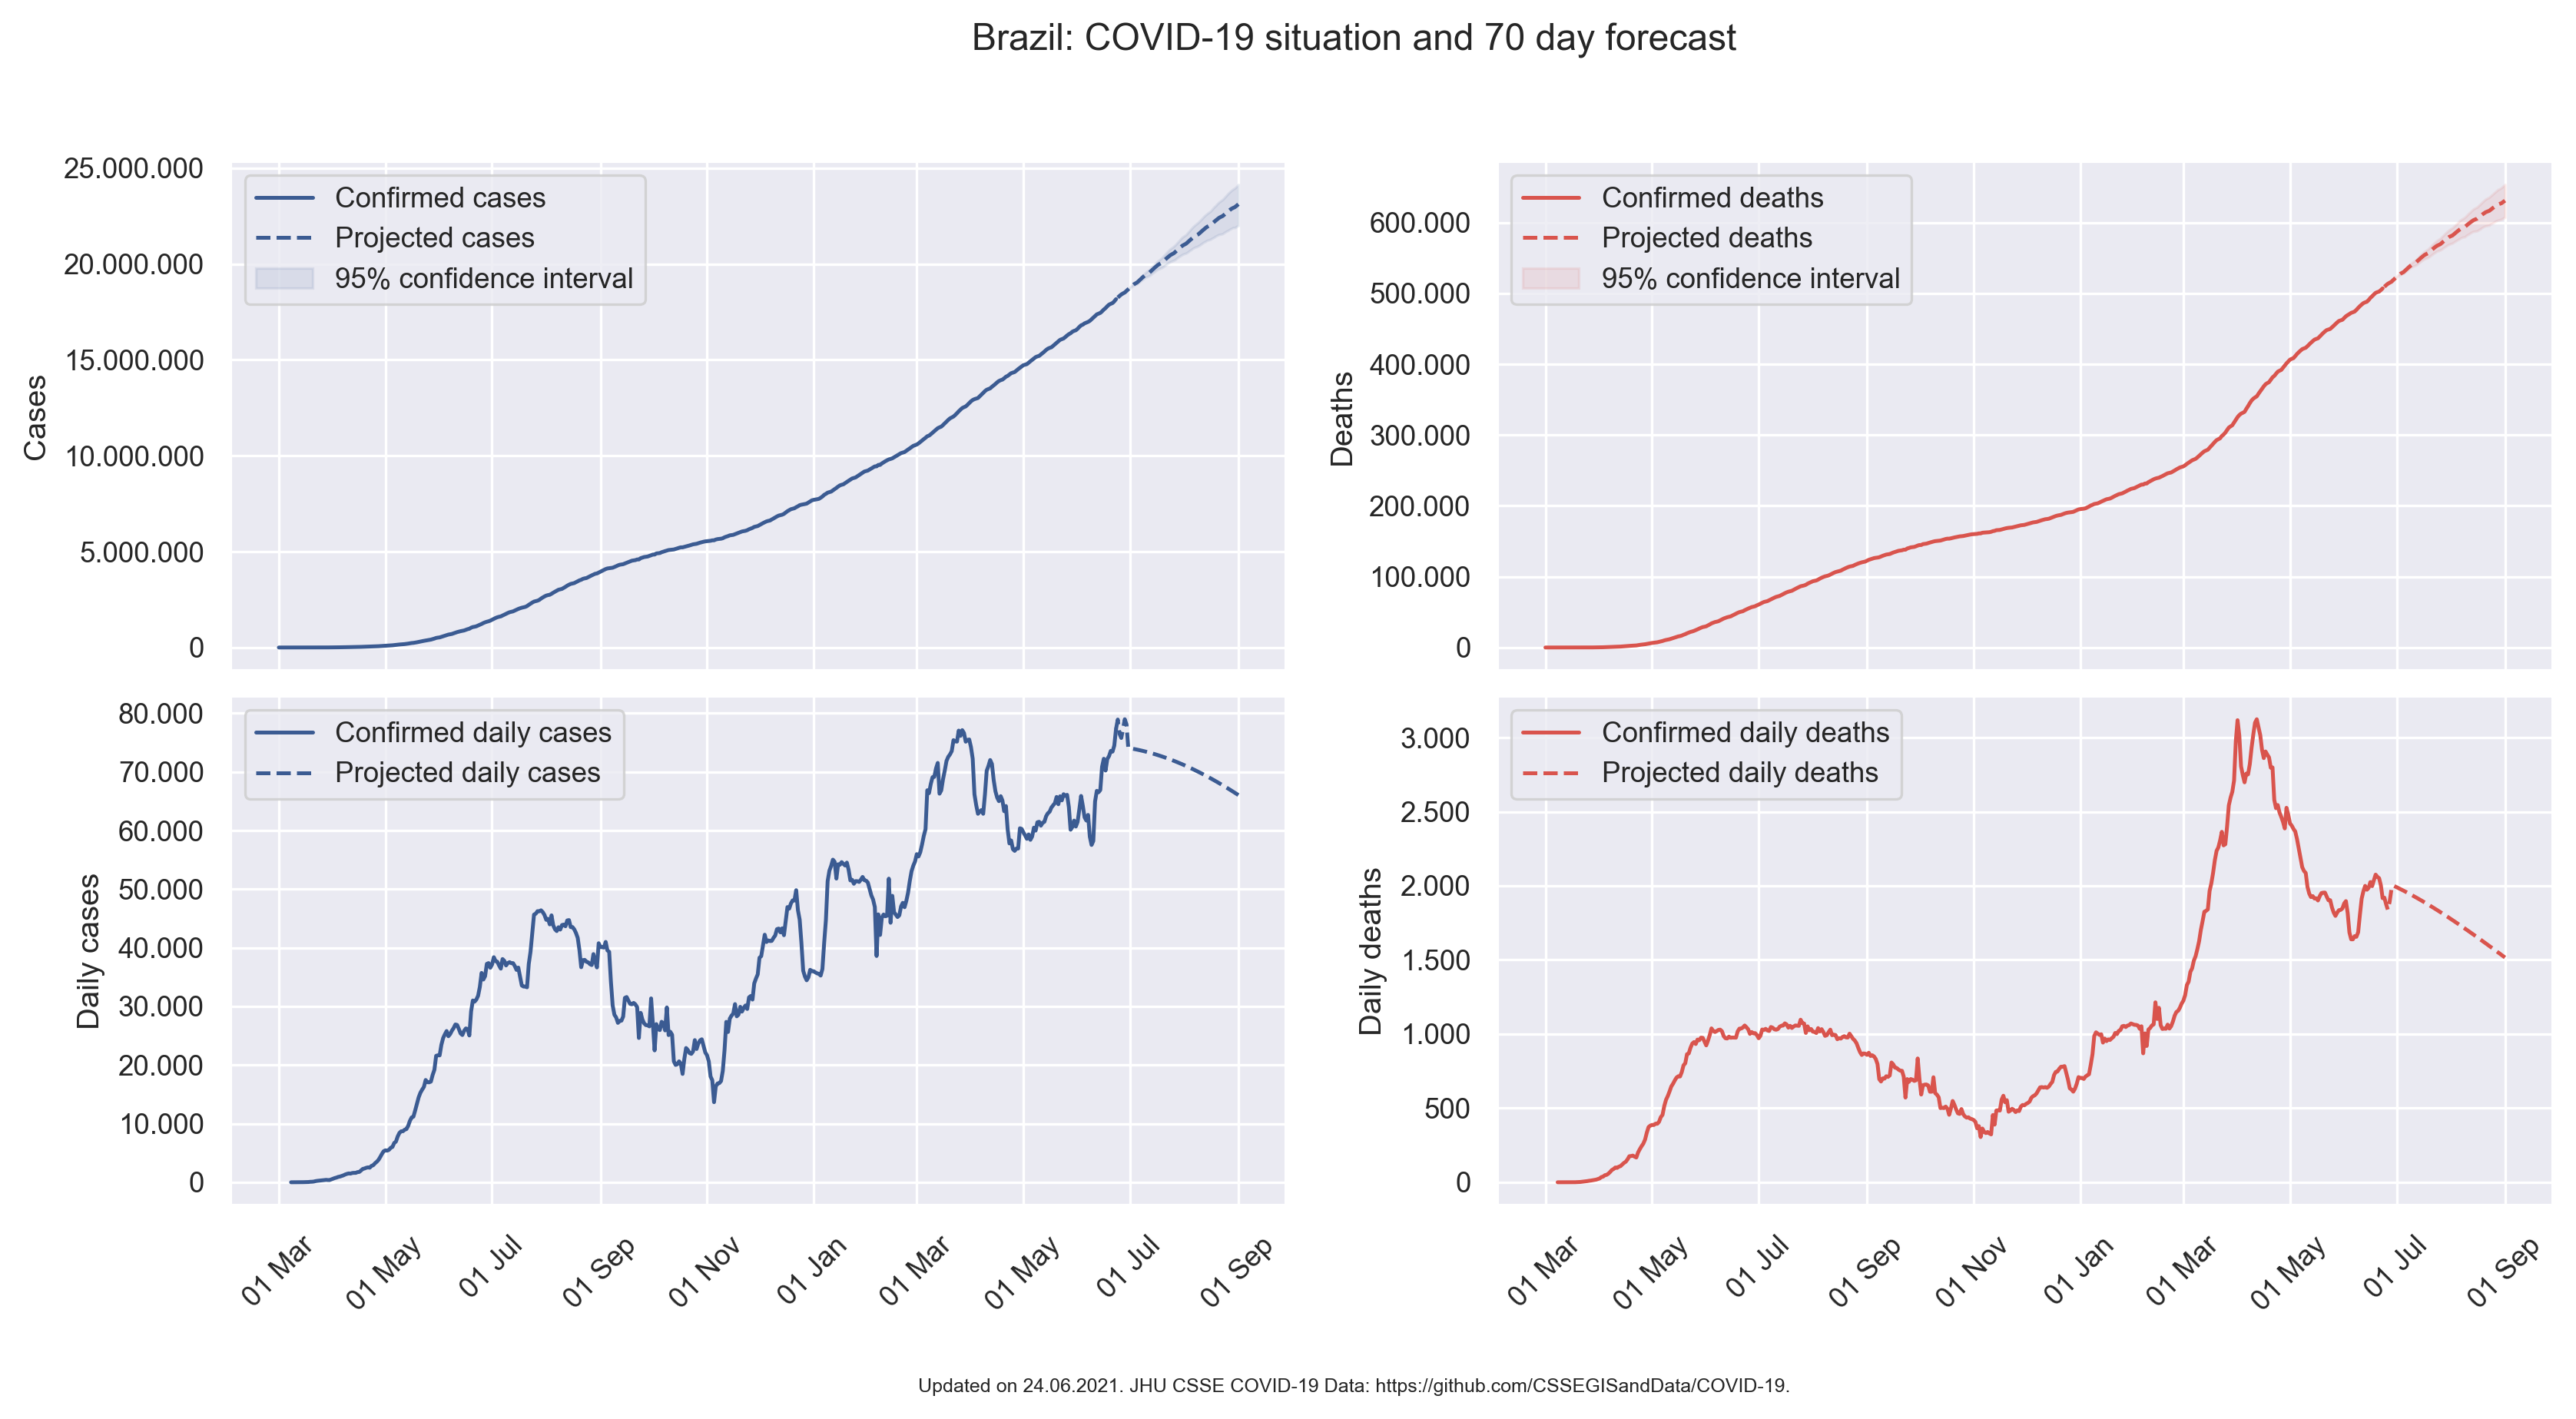 Brazil: COVID-19 situation and 70 day forecast
25.000.000
20.000.000
15.000.000
10.000.000
5.000.000
0
Cases
Confirmed cases
Projected cases
95% confidence interval
600.000
500.000
400.000
300.000
200.000
100.000
0
Deaths
Confirmed deaths
Projected deaths
95% confidence interval
80.000
70.000
60.000
50.000
40.000
30.000
20.000
10.000
0
Daily cases
Confirmed daily cases
Projected daily cases
01 Mar
01 May
01 Jul
01 Sep
01 Nov
01 Jan
01 Mar
01 May
01 Jul
01 Sep
3.000
2.500
2.000
1.500
1.000
500
0
Daily deaths
Confirmed daily deaths
Projected daily deaths
01 Mar
01 May
01 Jul
01 Sep
01 Nov
01 Jan
01 Mar
01 May
01 Jul
01 Sep
Updated on 24.06.2021. JHU CSSE COVID-19 Data: https://github.com/CSSEGISandData/COVID-19.